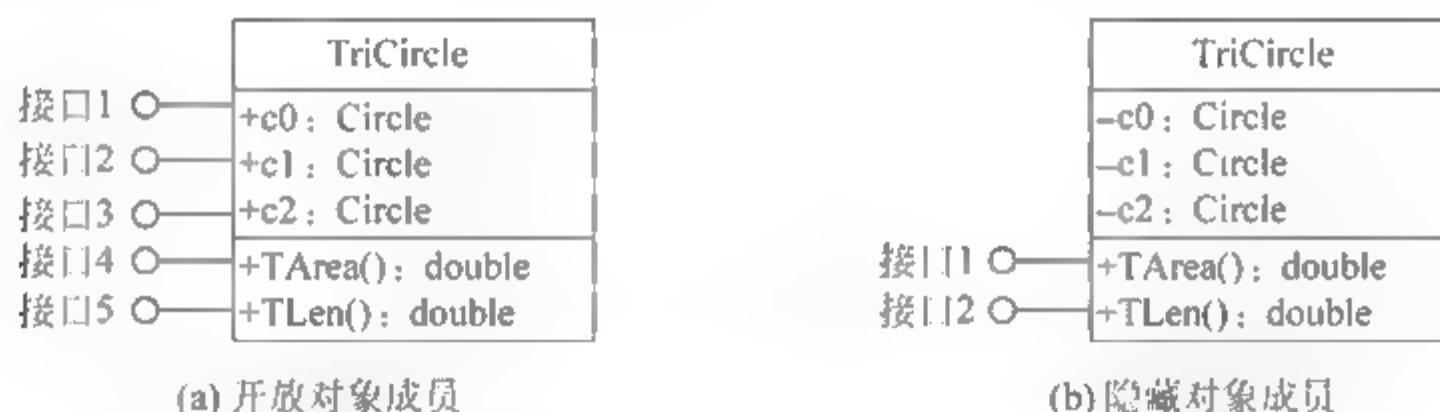 TriCircle
接口1
+c0：Circle
接口2
+c1：Circle
接口3
+c2：Circle
接口4
+TArea()：double
接口5
+TLen()：double
(a) 开放对象成员
TriCircle
-c0：Circle
-c1：Circle
-c2：Circle
接口1
+TArea()：double
接口2
+TLen()：double
(b) 隐藏对象成员